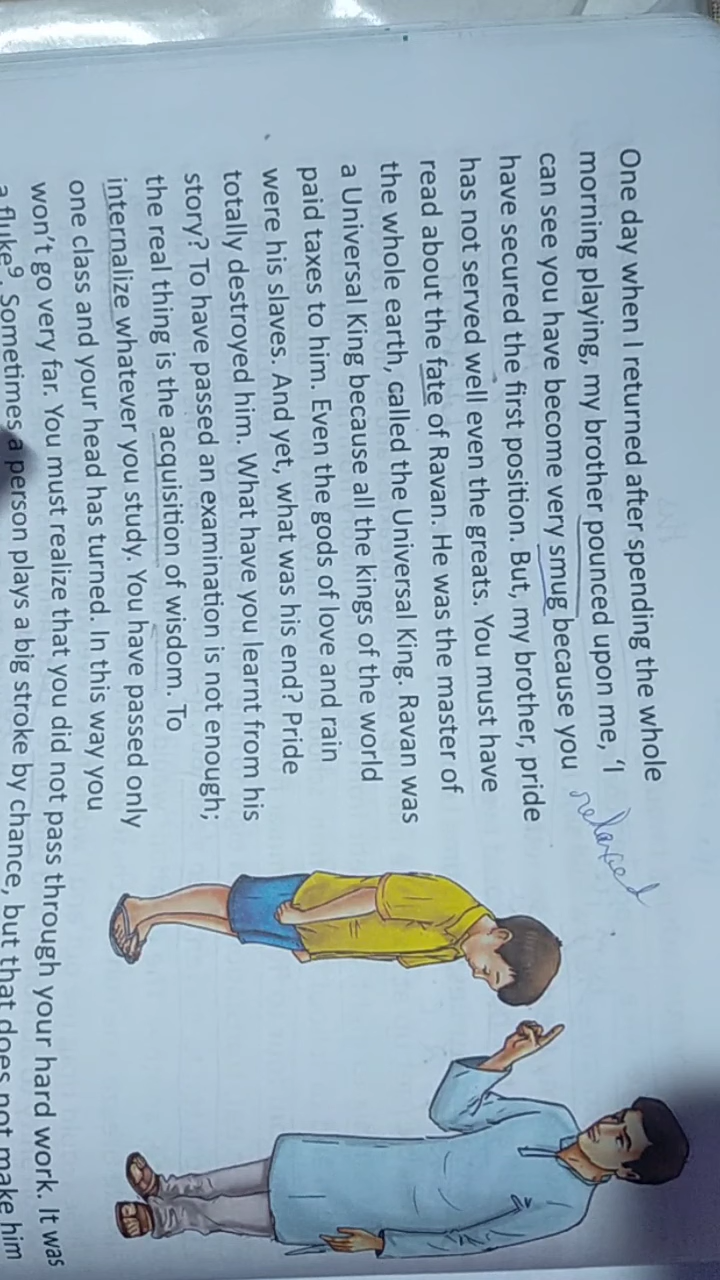 One day when I returned after spending the whole
morning playing, my brother pounced upon me, ‘I
can see you have become very smug because you
relaxed
have secured the first position. But, my brother, pride
has not served well even the greats. You must have
read about the fate of Ravan. He was the master of
the whole earth, called the Universal King. Ravan was
a Universal King because all the kings of the world
paid taxes to him. Even the gods of love and rain
were his slaves. And yet, what was his end? Pride
totally destroyed him. What have you learnt from his
story? To have passed an examination is not enough;
the real thing is the acquisition of wisdom. To
internalize whatever you study. You have passed only
one class and your head has turned. In this way you
won’t go very far. You must realize that you did not pass through your hard work. It was
a fluke⁹. Sometimes a person plays a big stroke by chance, but that does not make him